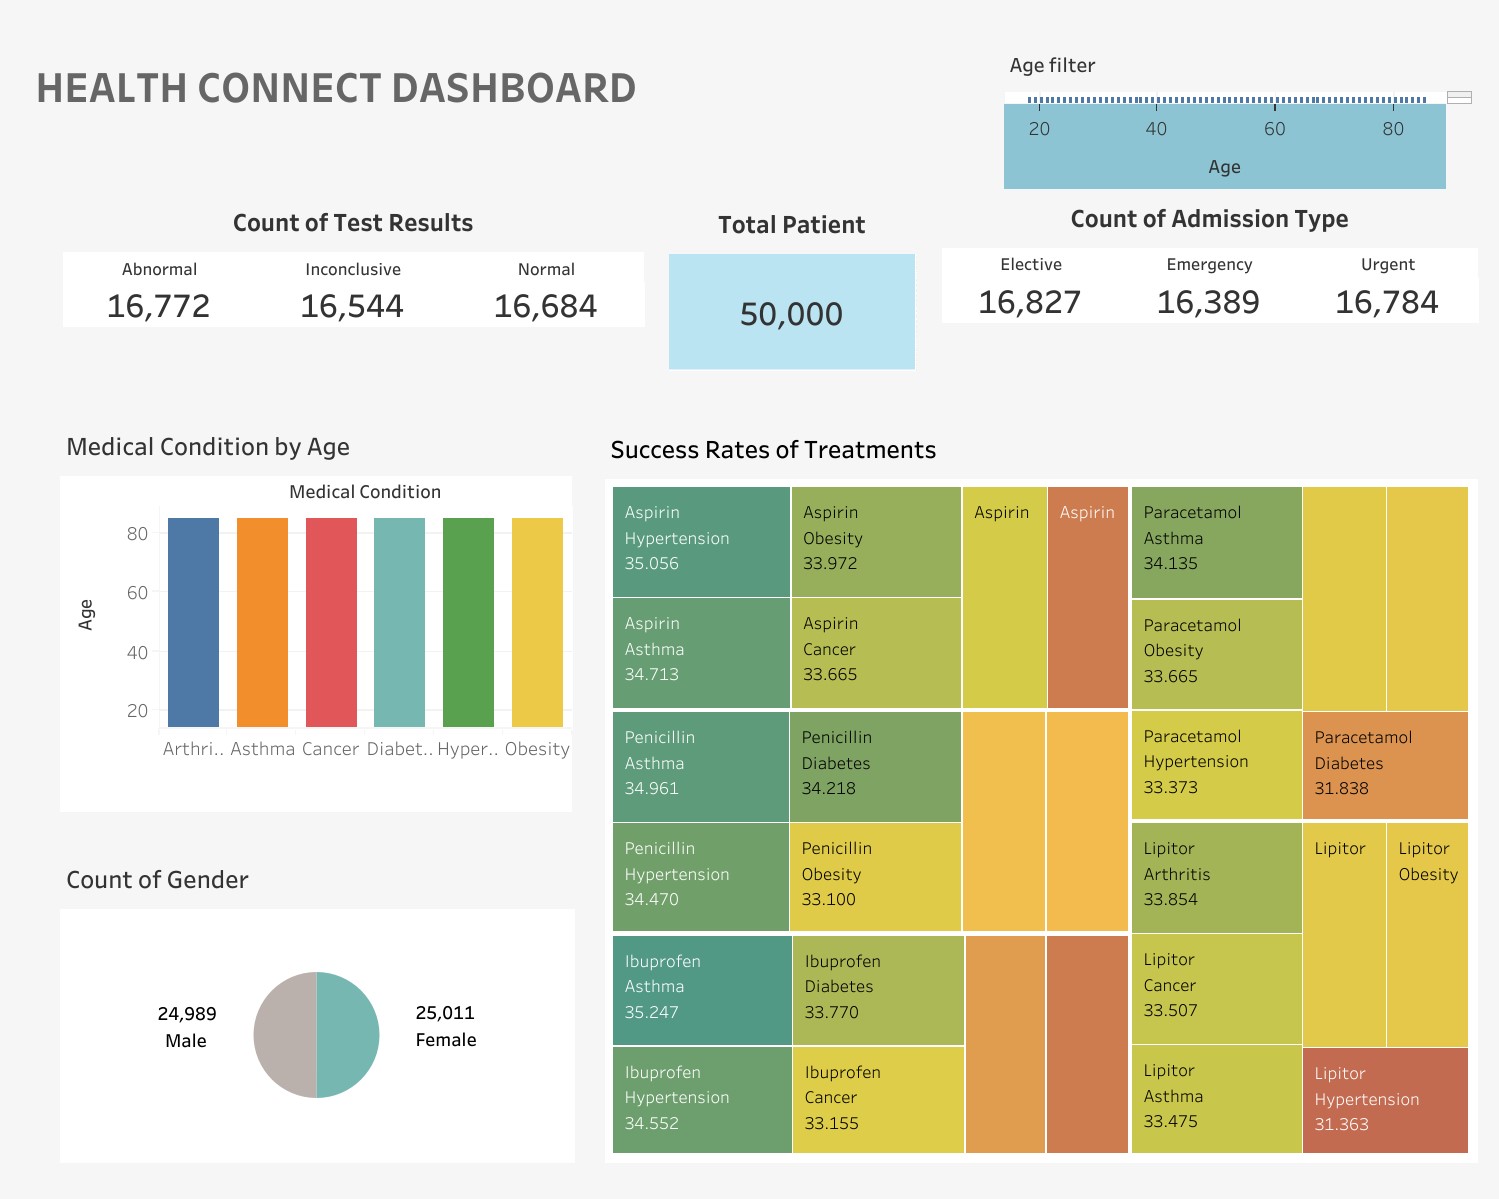 HEALTH CONNECT DASHBOARD
Age filter
20 40 60 80
Age
Count of Test Results
Abnormal Inconclusive Normal
16,772 16,544 16,684
Total Patient
50,000
Count of Admission Type
Elective Emergency Urgent
16,827 16,389 16,784
Medical Condition by Age
Medical Condition
Age
80
60
40
20
Arthri.. Asthma Cancer Diabet.. Hyper.. Obesity
Count of Gender
24,989
Male
25,011
Female
Success Rates of Treatments
Aspirin
Hypertension
35.056
Aspirin
Obesity
33.972
Aspirin
Aspirin
Aspirin
Asthma
34.713
Aspirin
Cancer
33.665
Penicillin
Asthma
34.961
Penicillin
Diabetes
34.218
Penicillin
Hypertension
34.470
Penicillin
Obesity
33.100
Ibuprofen
Asthma
35.247
Ibuprofen
Diabetes
33.770
Ibuprofen
Hypertension
34.552
Ibuprofen
Cancer
33.155
Paracetamol
Asthma
34.135
Paracetamol
Obesity
33.665
Paracetamol
Hypertension
33.373
Paracetamol
Diabetes
31.838
Lipitor
Arthritis
33.854
Lipitor
Lipitor
Obesity
Lipitor
Cancer
33.507
Lipitor
Asthma
33.475
Lipitor
Hypertension
31.363